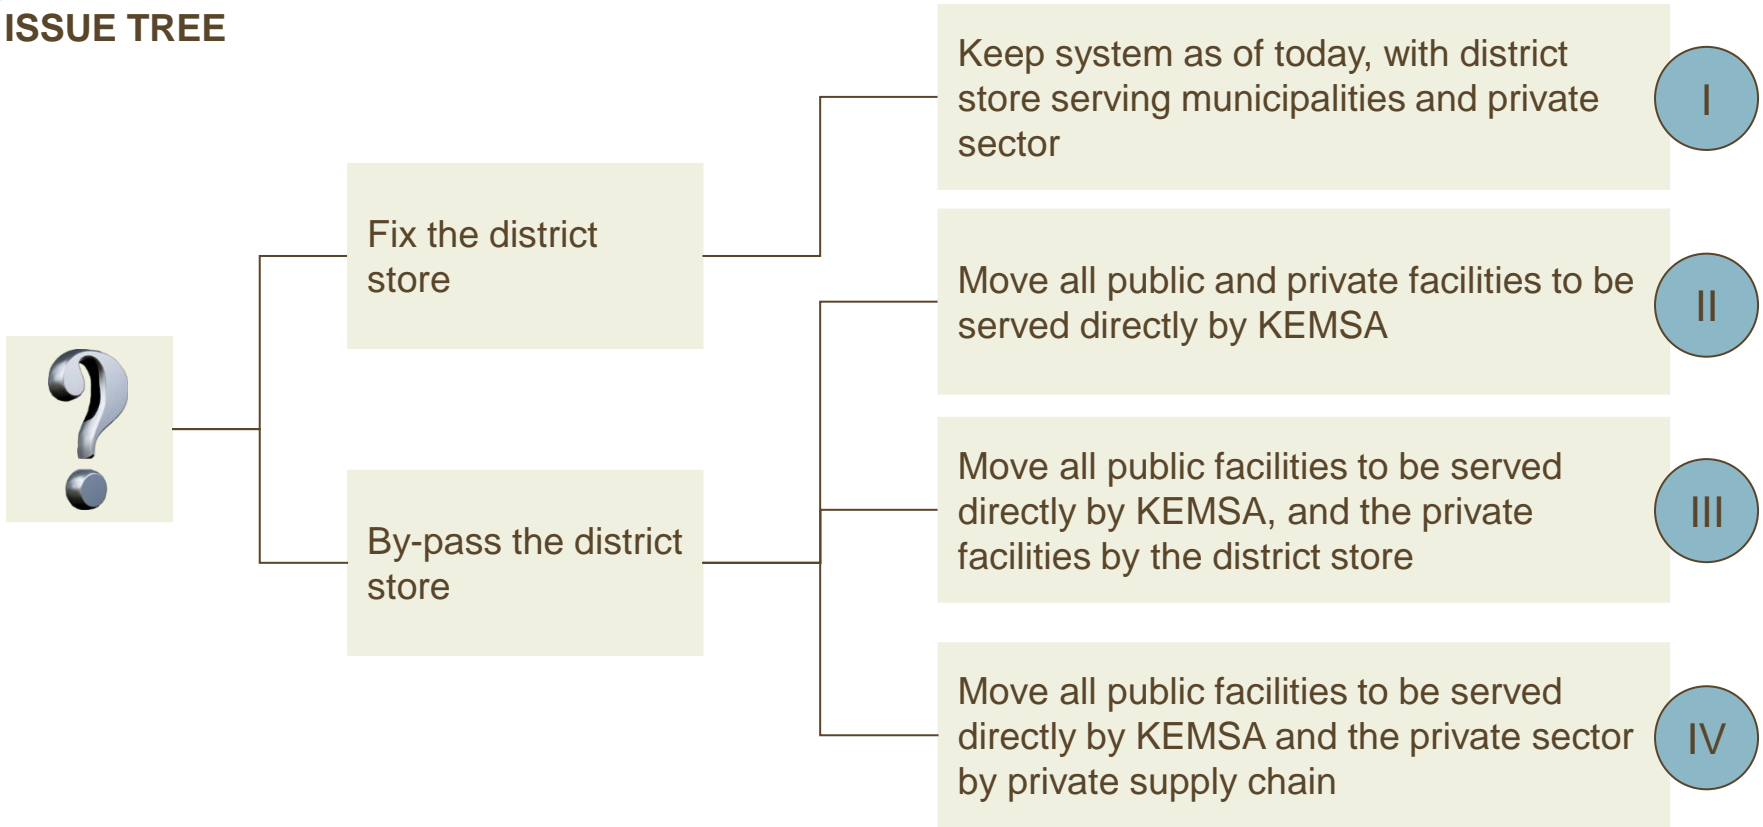 ISSUE TREE
Keep system as of today, with district
store serving municipalities and private
sector
I
Fix the district
store
Move all public and private facilities to be
served directly by KEMSA
II
?
By-pass the district
store
Move all public facilities to be served
directly by KEMSA, and the private
facilities by the district store
III
Move all public facilities to be served
directly by KEMSA and the private sector
by private supply chain
IV